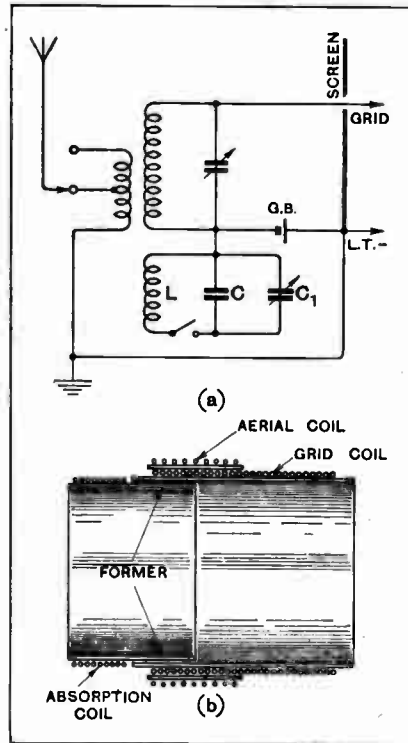 SCREEN
GRID
G.B.
L.T.-
L
C
C1
(a)
AERIAL COIL
GRID COIL
FORMER
ABSORPTION
COIL
(b)